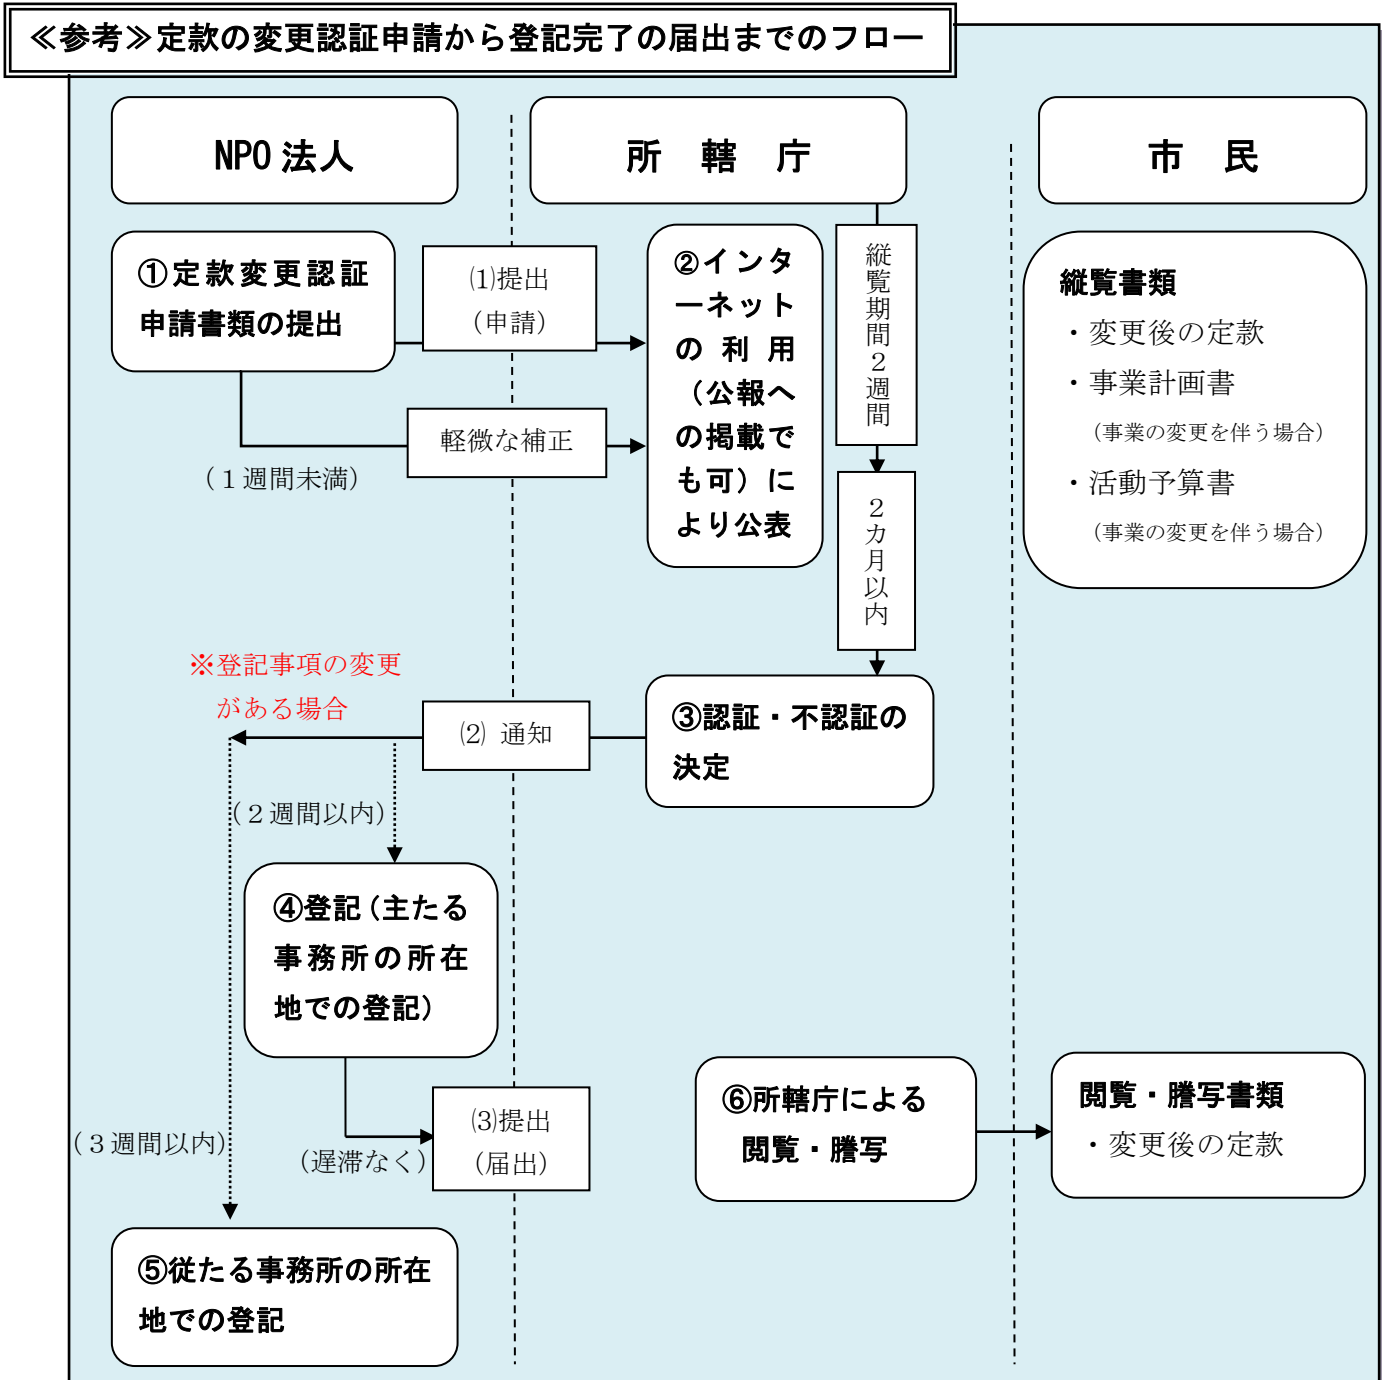 ≪参考≫定款の変更認証申請から登記完了の届出までのフロー
NPO 法人
所　轄　庁
市　民
①定款変更認証
申請書類の提出
⑴提出
（申請）
軽微な補正
（１週間未満）
②インタ
ーネット
の利用
（公報へ
の掲載で
も可）に
より公表
縦覧期間２週間
２カ月以内
縦覧書類
・変更後の定款
・事業計画書
（事業の変更を伴う場合）
・活動予算書
（事業の変更を伴う場合）
※登記事項の変更
がある場合
⑵ 通知
③認証・不認証の
決定
（２週間以内）
④登記（主たる
事務所の所在
地での登記）
（３週間以内）
（遅滞なく）
⑶提出
（届出）
⑤従たる事務所の所在
地での登記
⑥所轄庁による
閲覧・謄写
閲覧・謄写書類
・変更後の定款